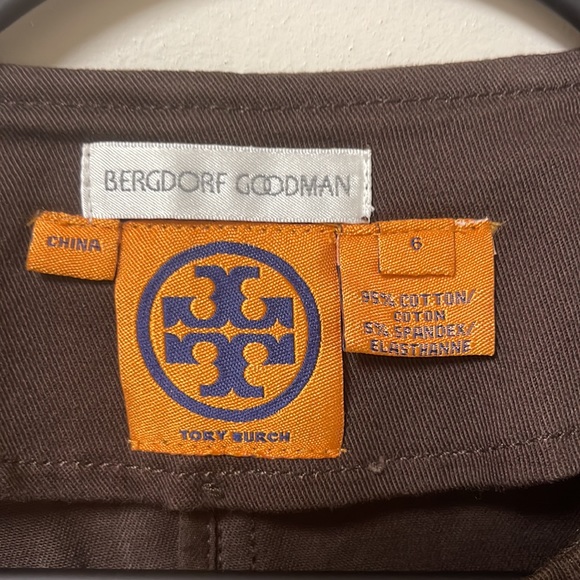 BERGDORF GOODMAN
CHINA
TORY BURCH
6
95% COTTON/
COTON
5% SPANDEX/
ELASTHANNE